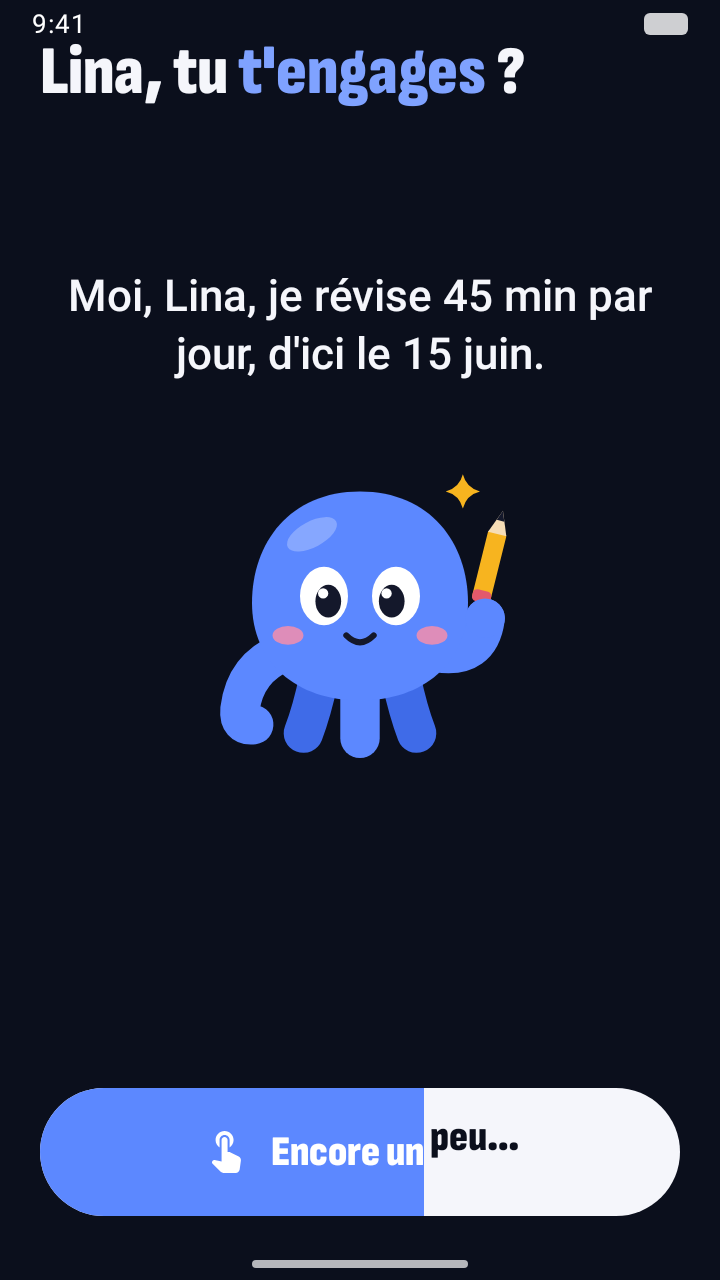 9:41
Lina, tu t'engages ?
Moi, Lina, je révise 45 min par
jour, d'ici le 15 juin.
Encore un peu...